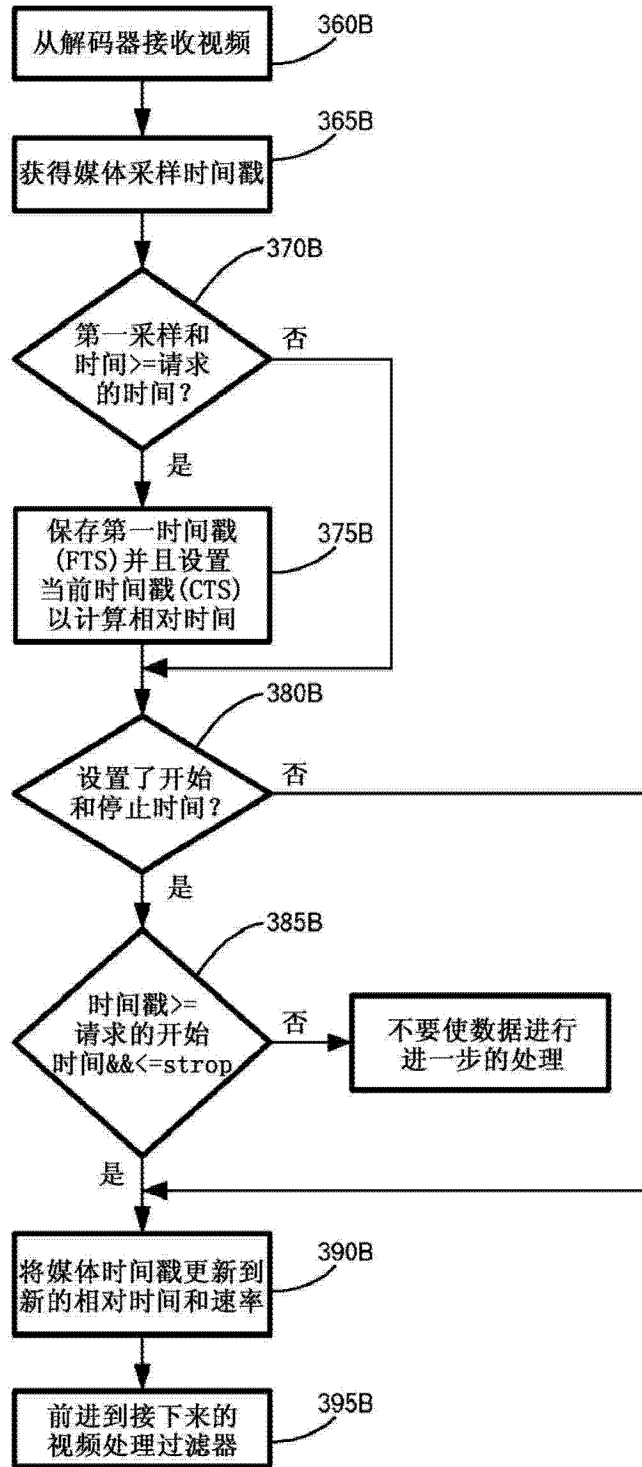 从解码器接收视频
360B
获得媒体采样时间戳
365B
370B
第一采样和
时间>=请求
的时间?
否
是
保存第一时间戳
(FTS)并且设置
当前时间戳(CTS)
以计算相对时间
375B
380B
设置了开始
和停止时间?
否
是
385B
时间戳>=
请求的开始
时间&&<=strop
否
不要使数据进行
进一步的处理
是
将媒体时间戳更新到
新的相对时间和速率
390B
前进到接下来的
视频处理过滤器
395B